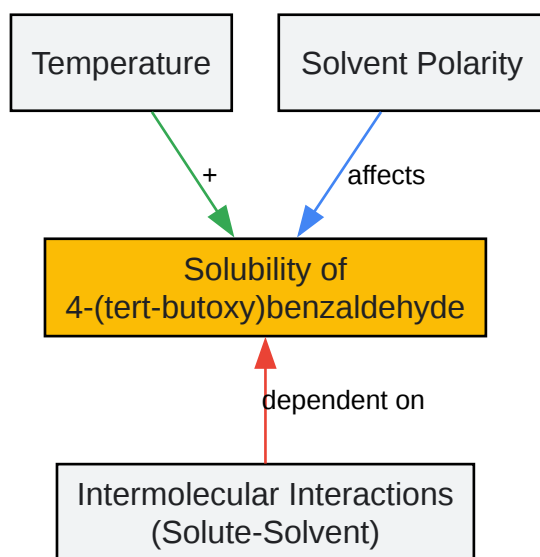 Temperature
Solvent Polarity
+
affects
Solubility of
4-(tert-butoxy)benzaldehyde
dependent on
Intermolecular Interactions
(Solute-Solvent)